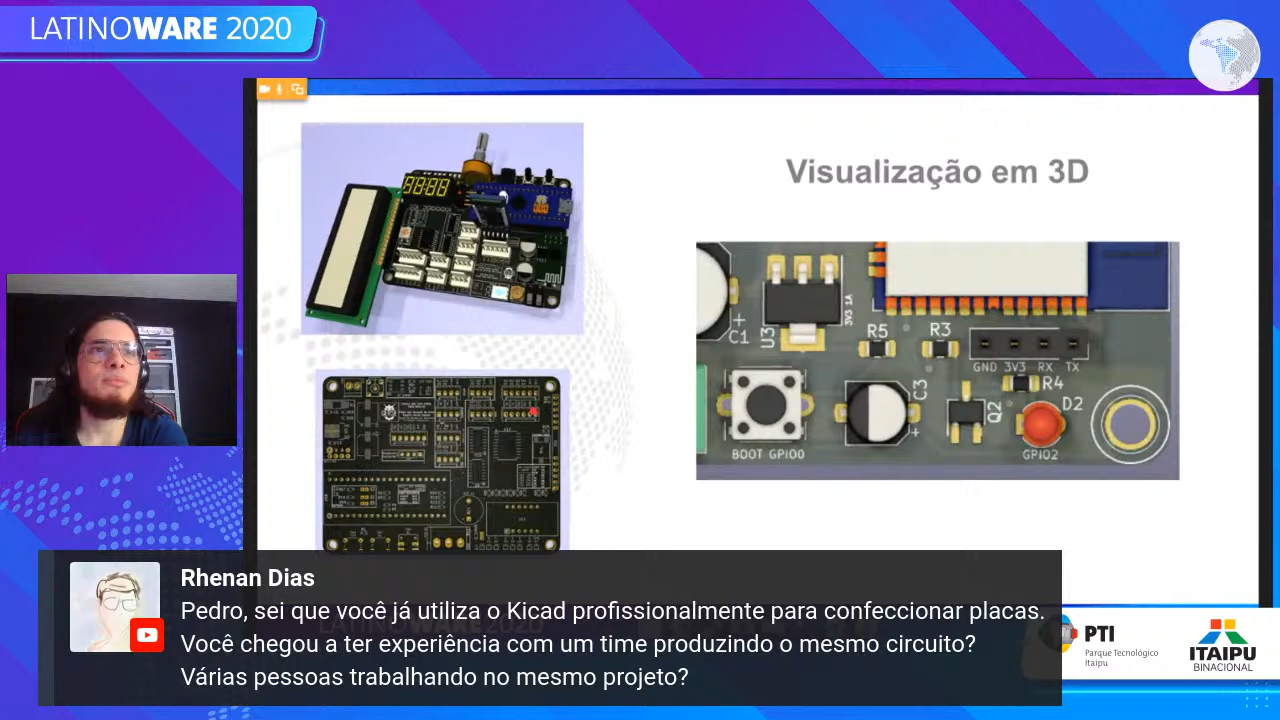 LATINOWARE 2020
Visualização em 3D
C1
U3
3V3 1A
R5
R3
GND 3V3 RX TX
R4
C3
Q2
D2
BOOT GPIO0
GPIO2
Rhenan Dias
Pedro, sei que você já utiliza o Kicad profissionalmente para confeccionar placas.
Você chegou a ter experiência com um time produzindo o mesmo circuito?
Várias pessoas trabalhando no mesmo projeto?
PTI
Parque Tecnológico
Itaipu
ITAIPU
BINACIONAL